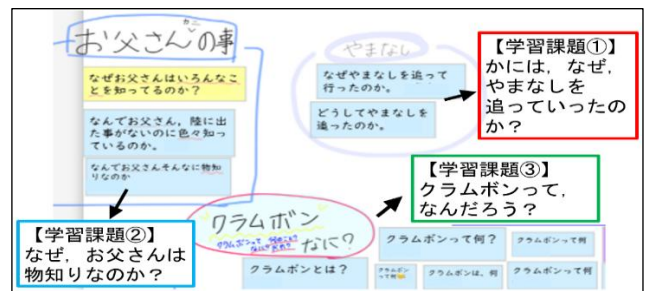 お父さんの事
カニ
なぜお父さんはいろんなこ
とを知ってるのか？
なんでお父さん、陸に出
た事がないのに色々知っ
ているのか。
なんでお父さんそんなに物知
りなのか
【学習課題②】
なぜ，お父さんは
物知りなのか？
やまなし
なぜやまなしを追って
行ったのか。
どうしてやまなしを
追ったのか。
【学習課題①】
かには，なぜ，
やまなしを
追っていったの
か？
【学習課題③】
クラムボンって，
なんだろう？
クラムボン
なに？
クラムボンとは？
クラムボンって何？
クラムボンって何
クラムボン
って何
クラムボンは、何
クラムボンって何